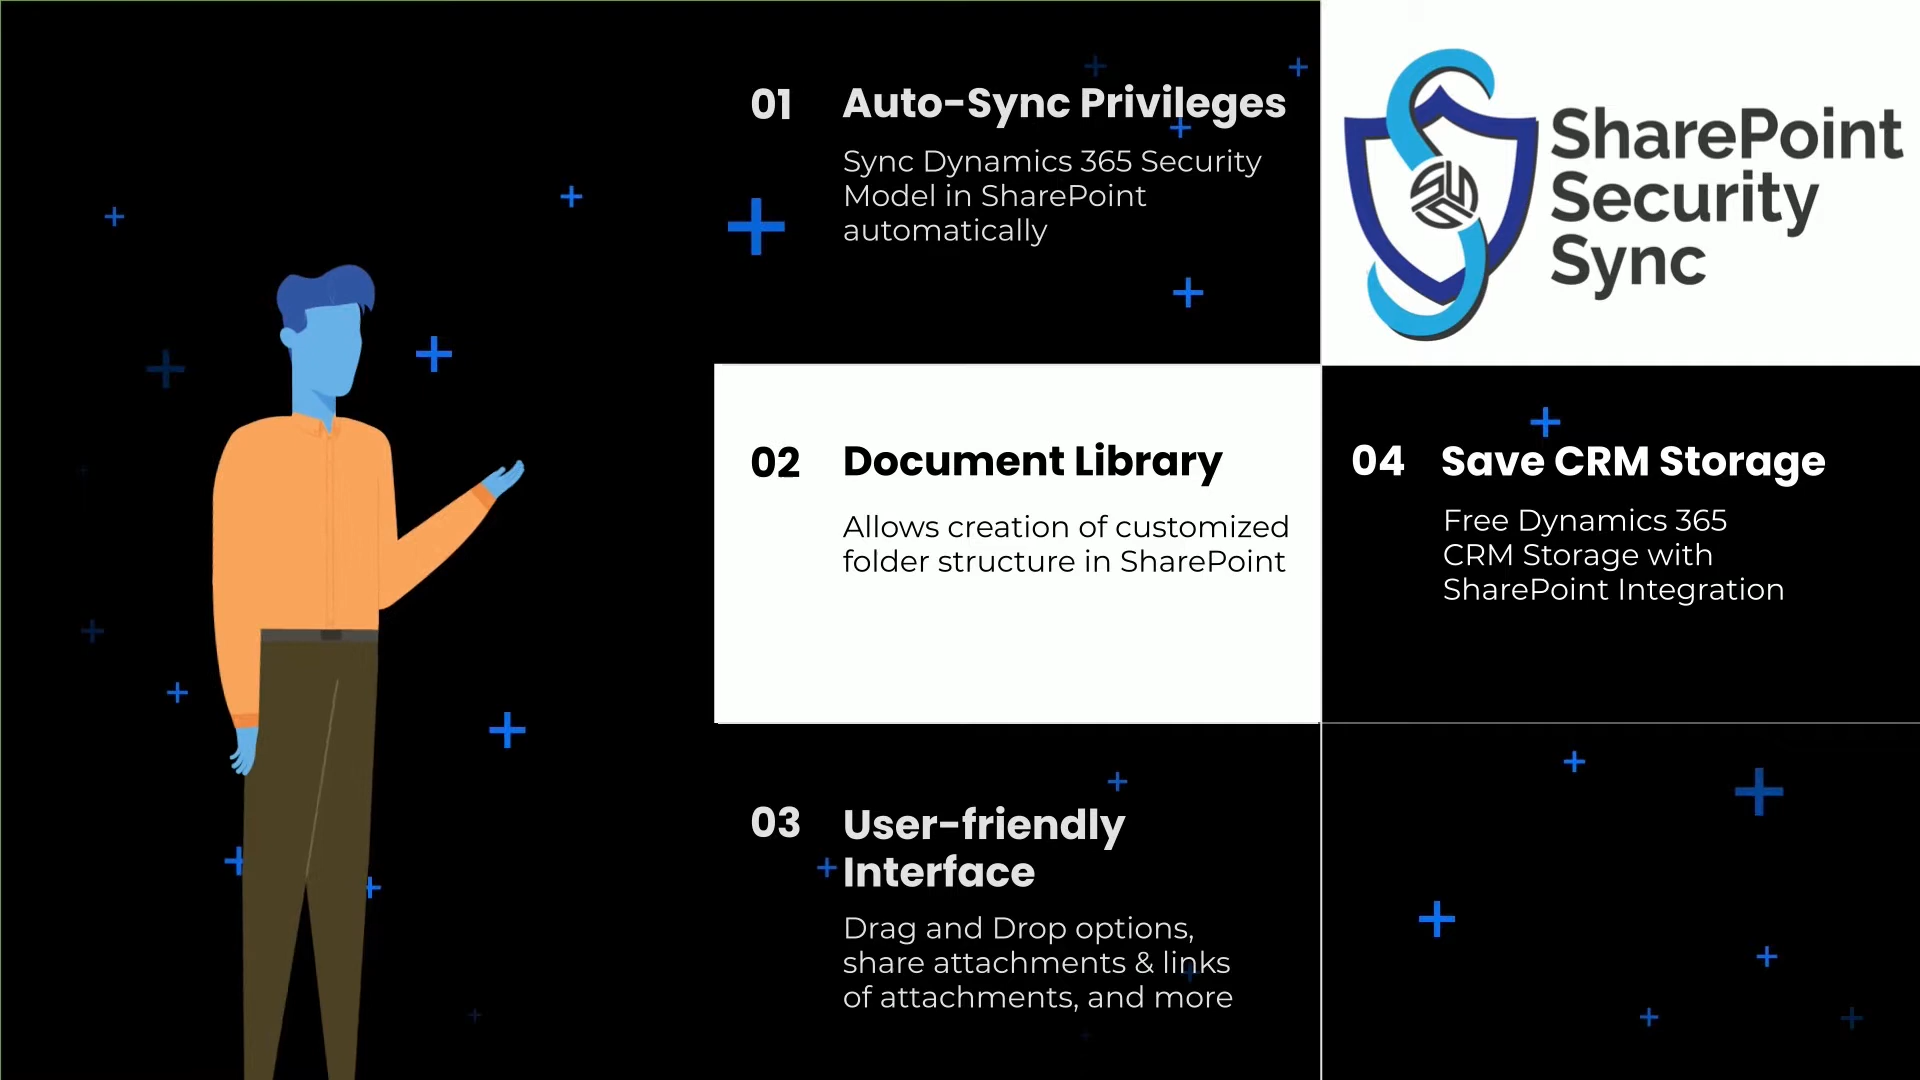 01
Auto-Sync Privileges
Sync Dynamics 365 Security
Model in SharePoint
automatically
SharePoint
Security
Sync
02
Document Library
Allows creation of customized
folder structure in SharePoint
04
Save CRM Storage
Free Dynamics 365
CRM Storage with
SharePoint Integration
03
User-friendly
Interface
Drag and Drop options,
share attachments & links
of attachments, and more